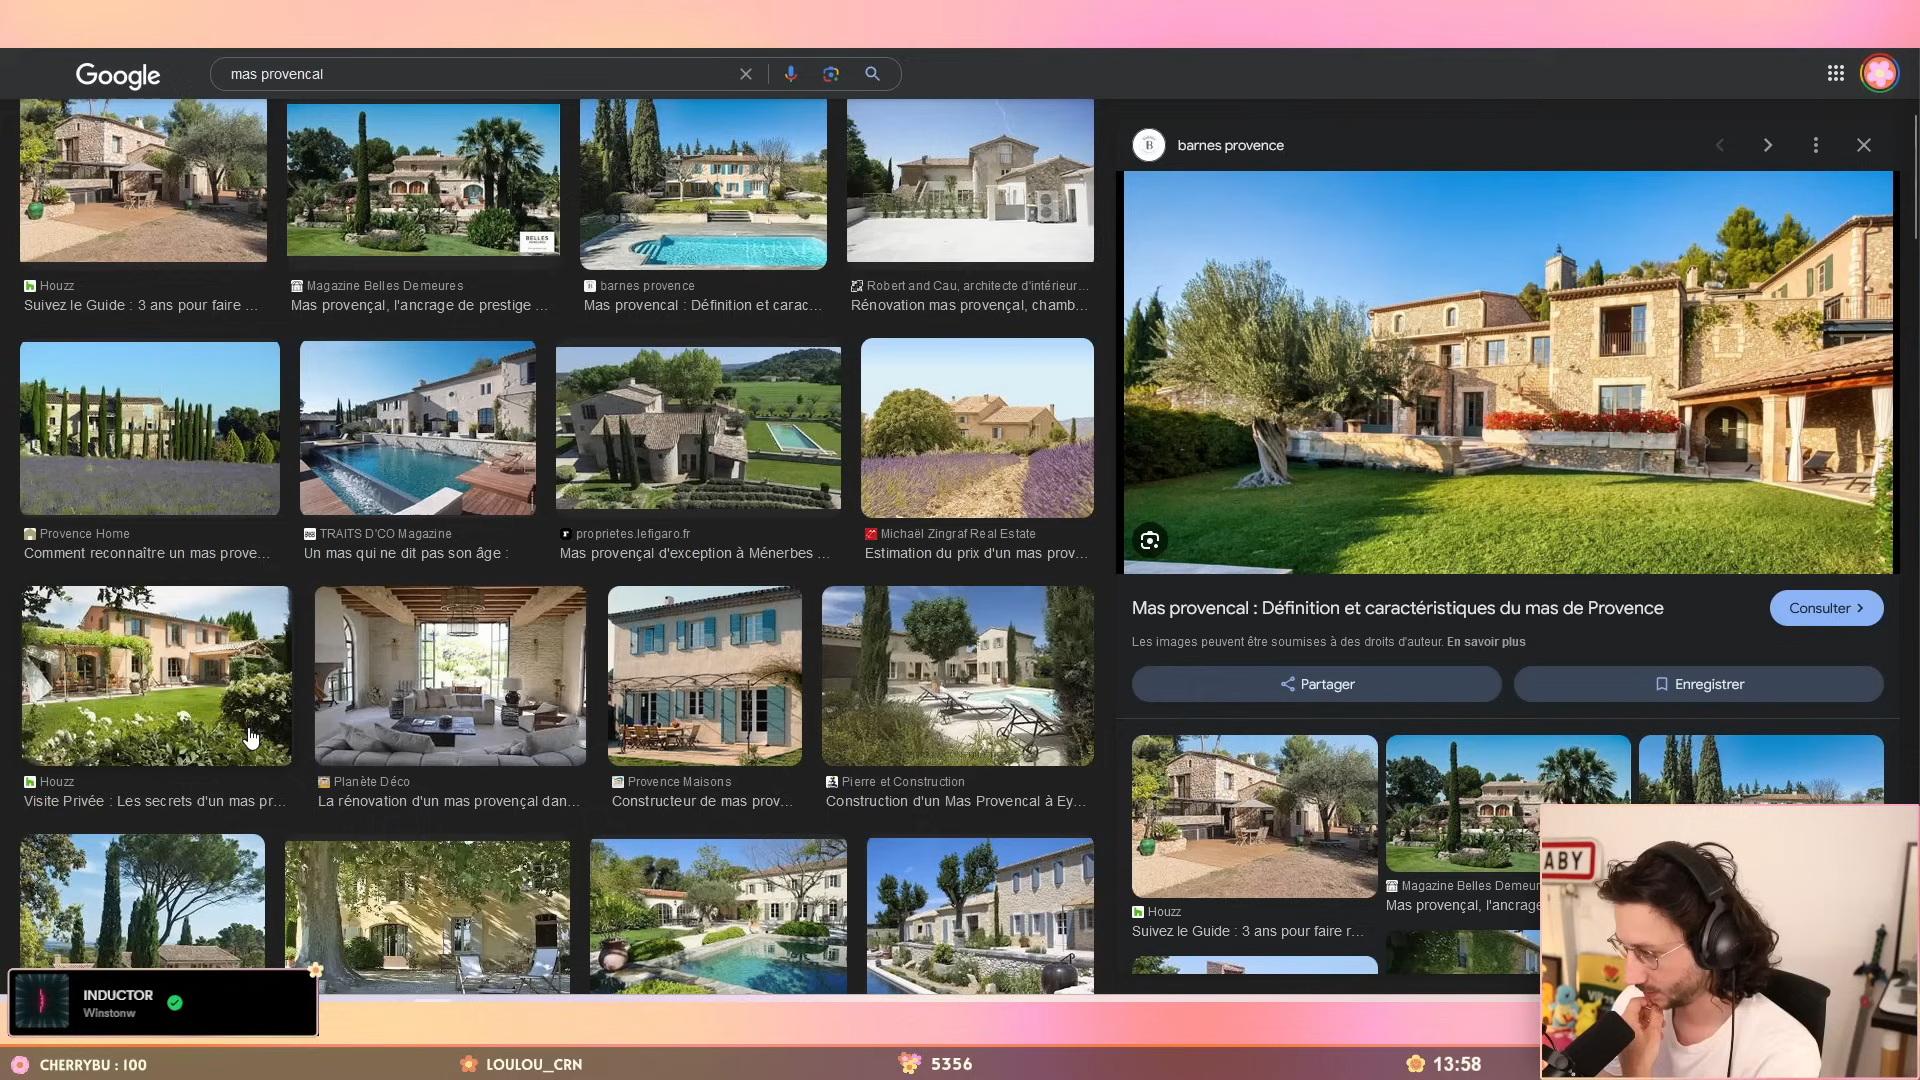 Google
mas provencal
Houzz
Suivez le Guide : 3 ans pour faire ...
BELLES
Magazine Belles Demeures
Mas provençal, l'ancrage de prestige ...
barnes provence
Mas provencal : Définition et carac...
Robert and Cau, architecte d'intérieur...
Rénovation mas provençal, chamb...
Provence Home
Comment reconnaître un mas prove...
TRAITS D'CO Magazine
Un mas qui ne dit pas son âge :
proprietes.lefigaro.fr
Mas provençal d'exception à Ménerbes ...
Michaël Zingraf Real Estate
Estimation du prix d'un mas prov...
Houzz
Visite Privée : Les secrets d'un mas pr...
Planète Déco
La rénovation d'un mas provençal dan...
Provence Maisons
Constructeur de mas prov...
Pierre et Construction
Construction d'un Mas Provencal à Ey...
B
barnes provence
Mas provencal : Définition et caractéristiques du mas de Provence
Consulter
Les images peuvent être soumises à des droits d'auteur. En savoir plus
Partager
Enregistrer
Houzz
Suivez le Guide : 3 ans pour faire r...
Magazine Belles Demeur
Mas provençal, l'ancrage
ABY
INDUCTOR
Winstonw
CHERRYBU : 100
LOULOU_CRN
5356
13:58